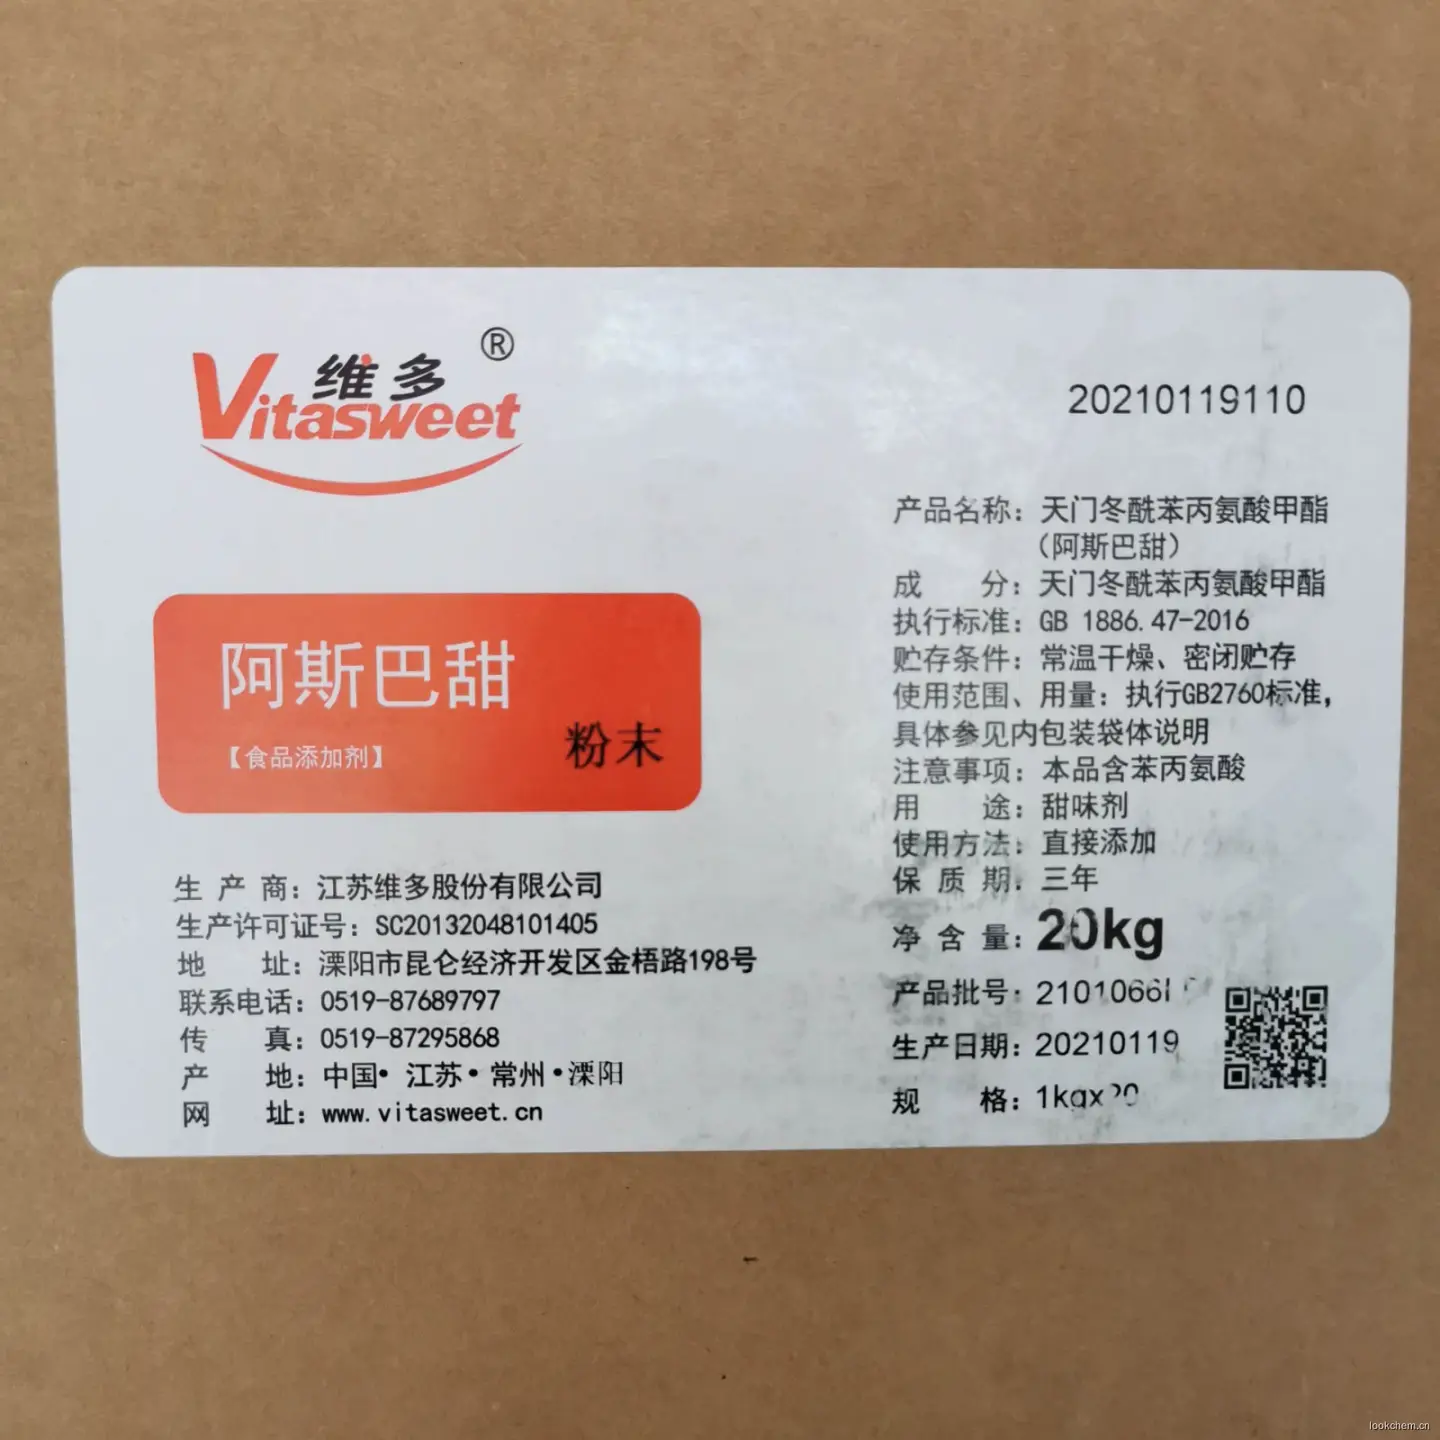 维多®
Vitasweet
阿斯巴甜
【食品添加剂】
粉末
生产商：江苏维多股份有限公司
生产许可证号：SC20132048101405
地址：溧阳市昆仑经济开发区金梧路198号
联系电话：0519-87689797
传真：0519-87295868
产地：中国•江苏•常州•溧阳
网址：www.vitasweet.cn
20210119110
产品名称：天门冬酰苯丙氨酸甲酯
（阿斯巴甜）
成分：天门冬酰苯丙氨酸甲酯
执行标准：GB 1886.47-2016
贮存条件：常温干燥、密闭贮存
使用范围、用量：执行GB2760标准，
具体参见内包装袋体说明
注意事项：本品含苯丙氨酸
用途：甜味剂
使用方法：直接添加
保质期：三年
净含量：20kg
产品批号：
生产日期：20210119
规格：1kgx20
lookchem.cn